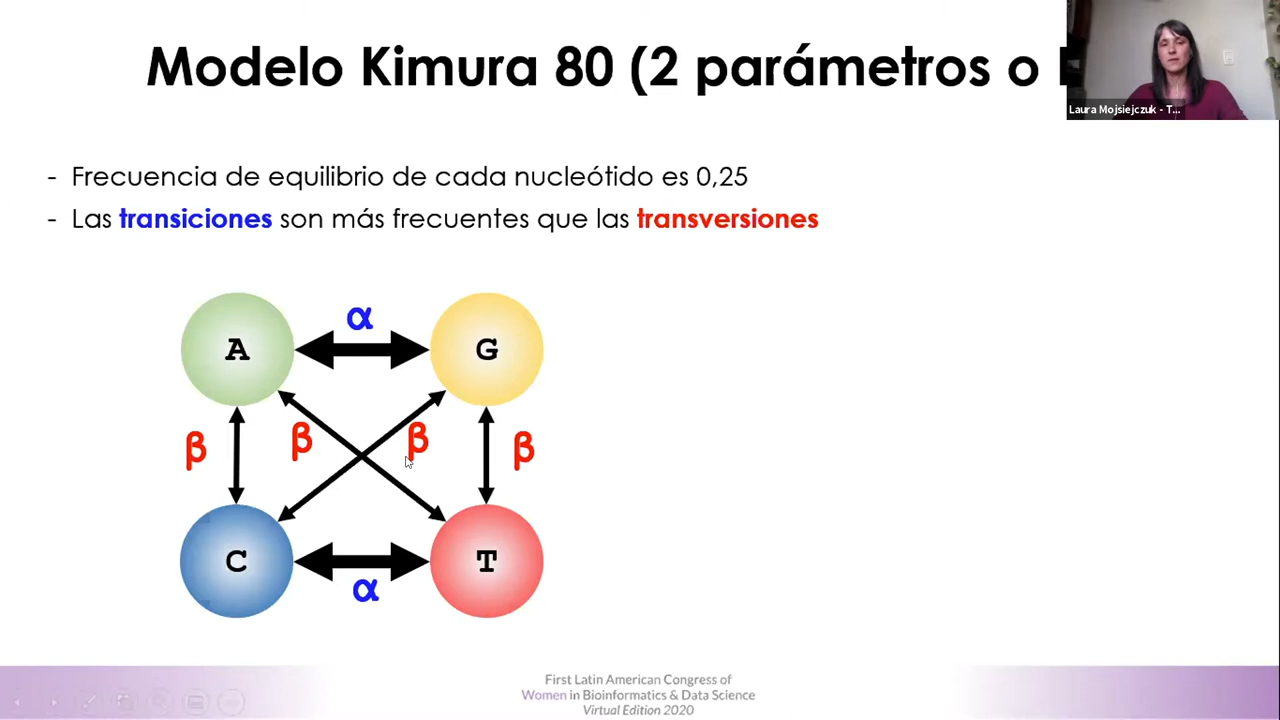 Modelo Kimura 80 (2 parámetros o
Laura Mojsiejczuk - T...
- Frecuencia de equilibrio de cada nucleótido es 0,25
- Las transiciones son más frecuentes que las transversiones
α
A
G
β
β
β
β
C
T
α
First Latin American Congress of
Women in Bioinformatics & Data Science
Virtual Edition 2020